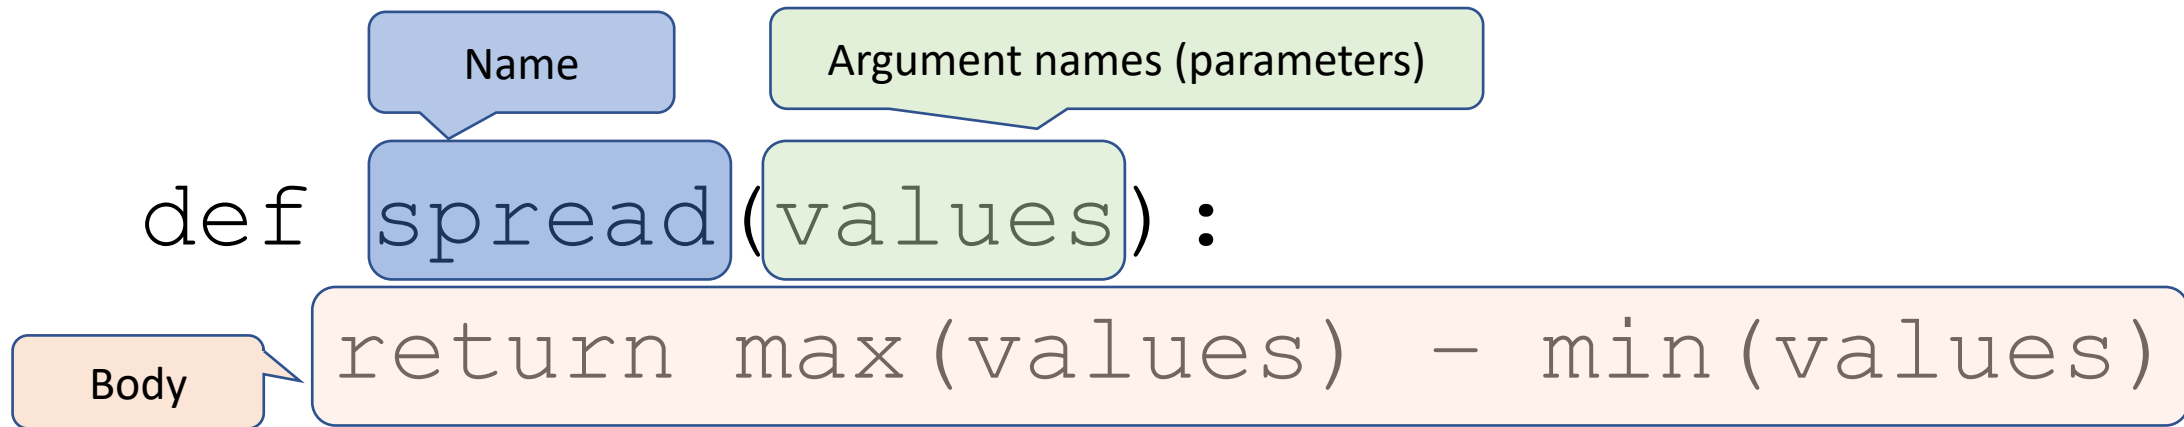 Name
Argument names (parameters)
def spread(values):
Body
return max(values) - min(values)